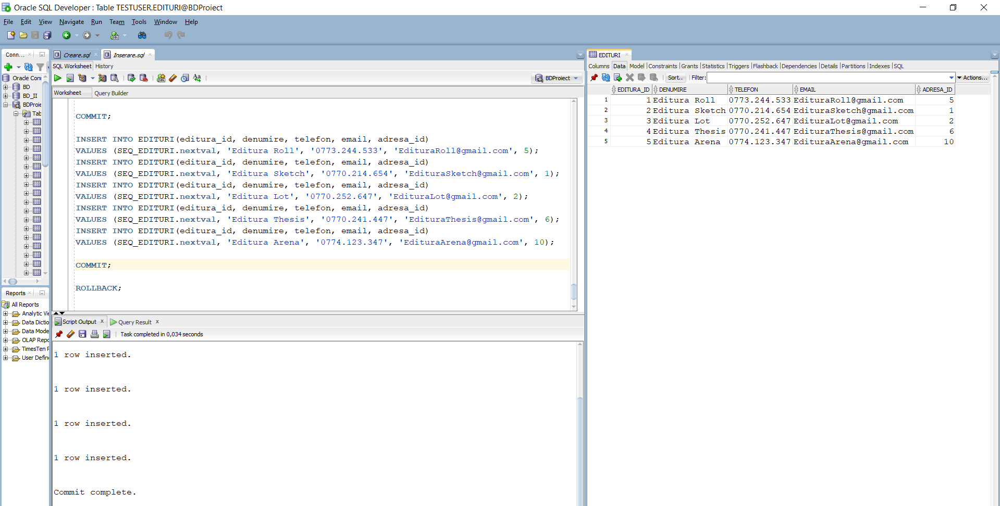 Oracle SQL Developer : Table TESTUSER.EDITURI@BDProiect
File Edit View Navigate Run Team Tools Window Help
Conn...
Oracle Conn
BD
BD_II
BDProie
Tab
Reports
All Reports
Analytic Vie
Data Dictio
Data Mode
OLAP Repo
TimesTen R
User Define
Creare.sql Inserare.sql
SQL Worksheet History
BDProiect
Worksheet Query Builder
COMMIT;
INSERT INTO EDITURI(editura_id, denumire, telefon, email, adresa_id)
VALUES (SEQ_EDITURI.nextval, 'Editura Roll', '0773.244.533', 'EdituraRoll@gmail.com', 5);
INSERT INTO EDITURI(editura_id, denumire, telefon, email, adresa_id)
VALUES (SEQ_EDITURI.nextval, 'Editura Sketch', '0770.214.654', 'EdituraSketch@gmail.com', 1);
INSERT INTO EDITURI(editura_id, denumire, telefon, email, adresa_id)
VALUES (SEQ_EDITURI.nextval, 'Editura Lot', '0770.252.647', 'EdituraLot@gmail.com', 2);
INSERT INTO EDITURI(editura_id, denumire, telefon, email, adresa_id)
VALUES (SEQ_EDITURI.nextval, 'Editura Thesis', '0770.241.447', 'EdituraThesis@gmail.com', 6);
INSERT INTO EDITURI(editura_id, denumire, telefon, email, adresa_id)
VALUES (SEQ_EDITURI.nextval, 'Editura Arena', '0774.123.347', 'EdituraArena@gmail.com', 10);
COMMIT;
ROLLBACK;
Script Output Query Result
Task completed in 0,034 seconds
1 row inserted.
1 row inserted.
1 row inserted.
1 row inserted.
Commit complete.
EDITURI
Columns Data Model Constraints Grants Statistics Triggers Flashback Dependencies Details Partitions Indexes SQL
Sort.. Filter: Actions...
EDITURA_ID DENUMIRE TELEFON EMAIL ADRESA_ID
1 1 Editura Roll 0773.244.533 EdituraRoll@gmail.com 5
2 2 Editura Sketch 0770.214.654 EdituraSketch@gmail.com 1
3 3 Editura Lot 0770.252.647 EdituraLot@gmail.com 2
4 4 Editura Thesis 0770.241.447 EdituraThesis@gmail.com 6
5 5 Editura Arena 0774.123.347 EdituraArena@gmail.com 10